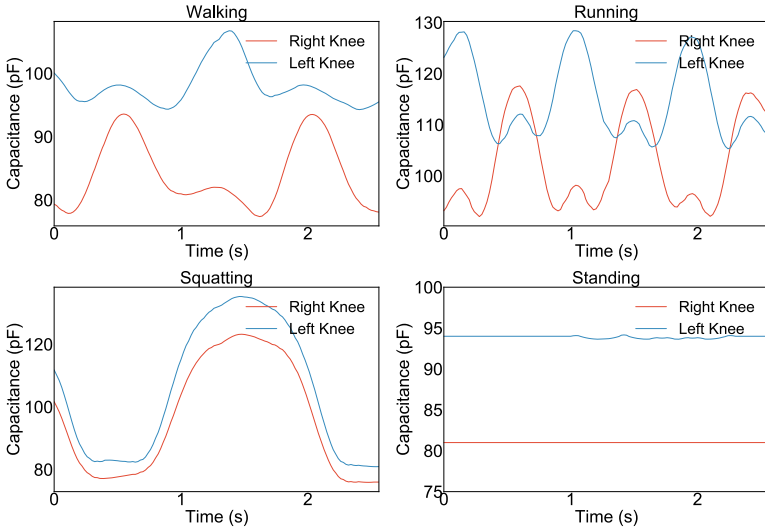 Walking
Right Knee
Left Knee
Capacitance (pF)
100
90
80
0
1
2
Time (s)
Running
Right Knee
Left Knee
Capacitance (pF)
130
120
110
100
0
1
2
Time (s)
Squatting
Right Knee
Left Knee
Capacitance (pF)
120
100
80
0
1
2
Time (s)
Standing
Right Knee
Left Knee
Capacitance (pF)
100
95
90
85
80
75
0
1
2
Time (s)